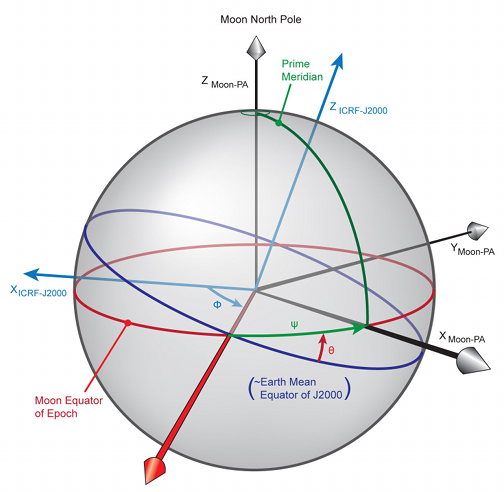 Moon North Pole
Z Moon-PA
Prime
Meridian
Z ICRF-J2000
Y Moon-PA
X ICRF-J2000
Φ
ψ
θ
X Moon-PA
(~Earth Mean
Equator of J2000)
Moon Equator
of Epoch